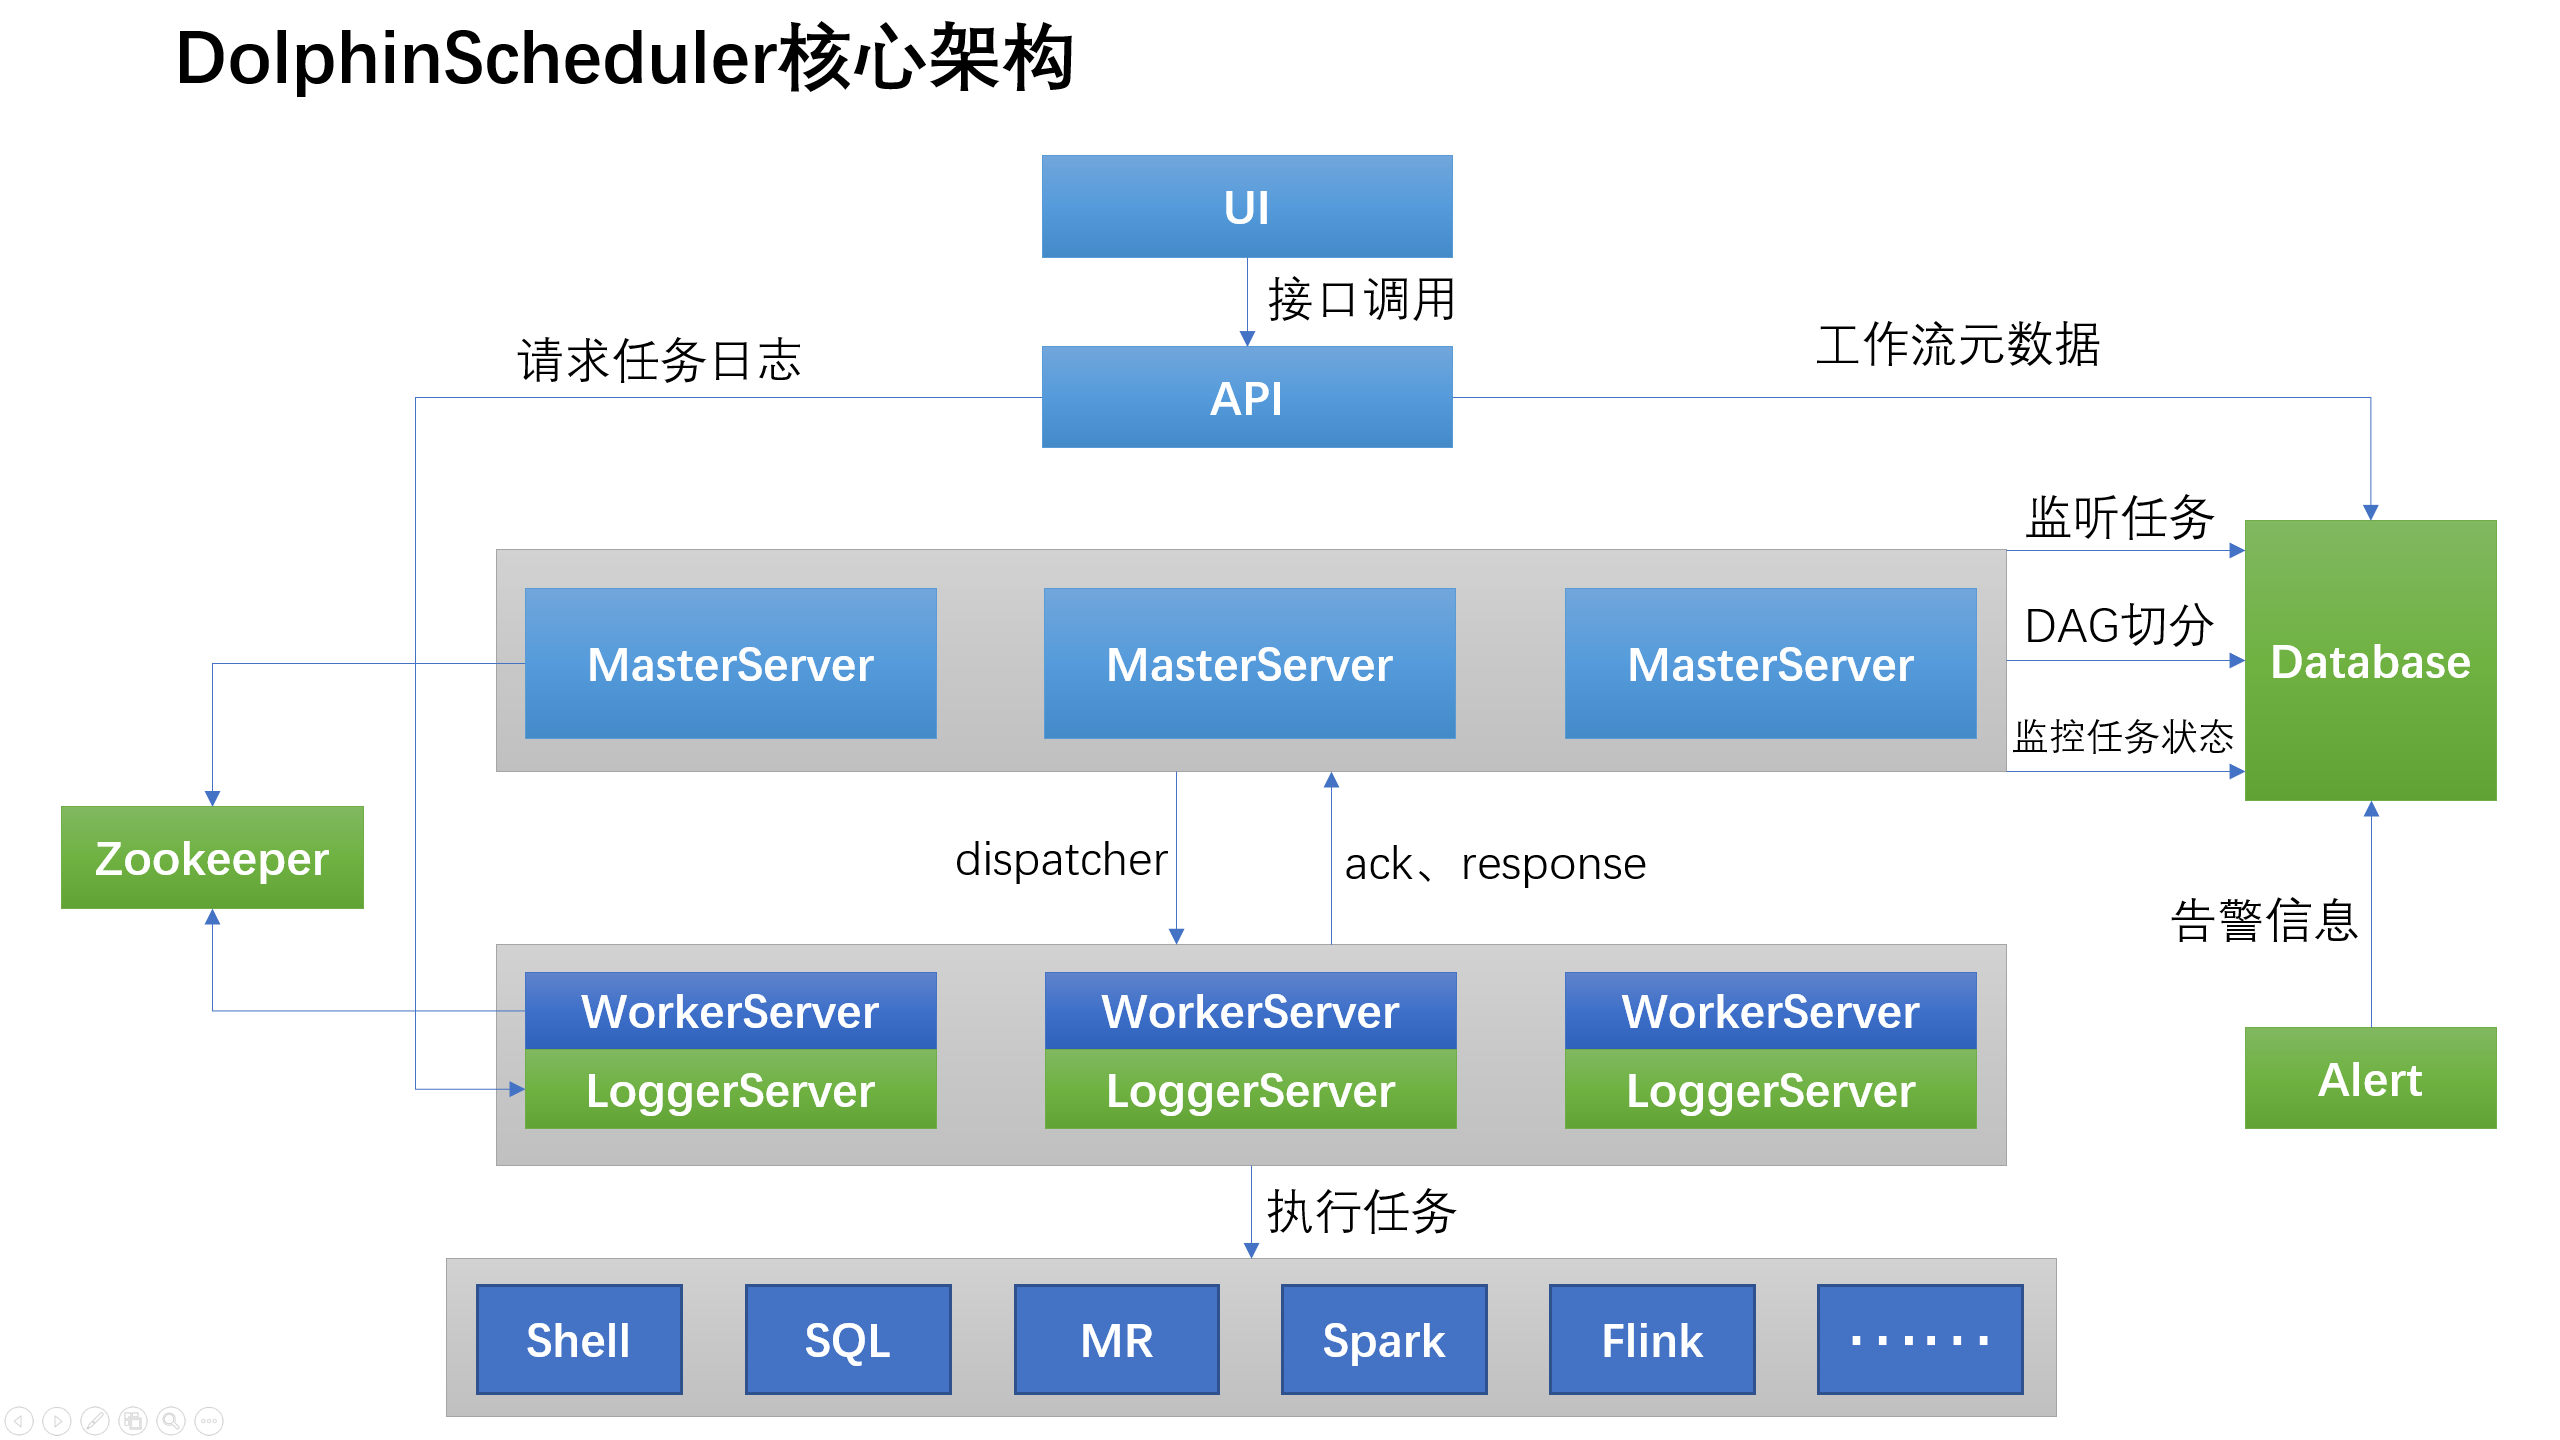 DolphinScheduler核心架构
UI
接口调用
请求任务日志
API
工作流元数据
监听任务
MasterServer
MasterServer
MasterServer
DAG切分
Database
监控任务状态
Zookeeper
dispatcher
ack、response
告警信息
WorkerServer
WorkerServer
WorkerServer
LoggerServer
LoggerServer
LoggerServer
Alert
执行任务
Shell
SQL
MR
Spark
Flink
······